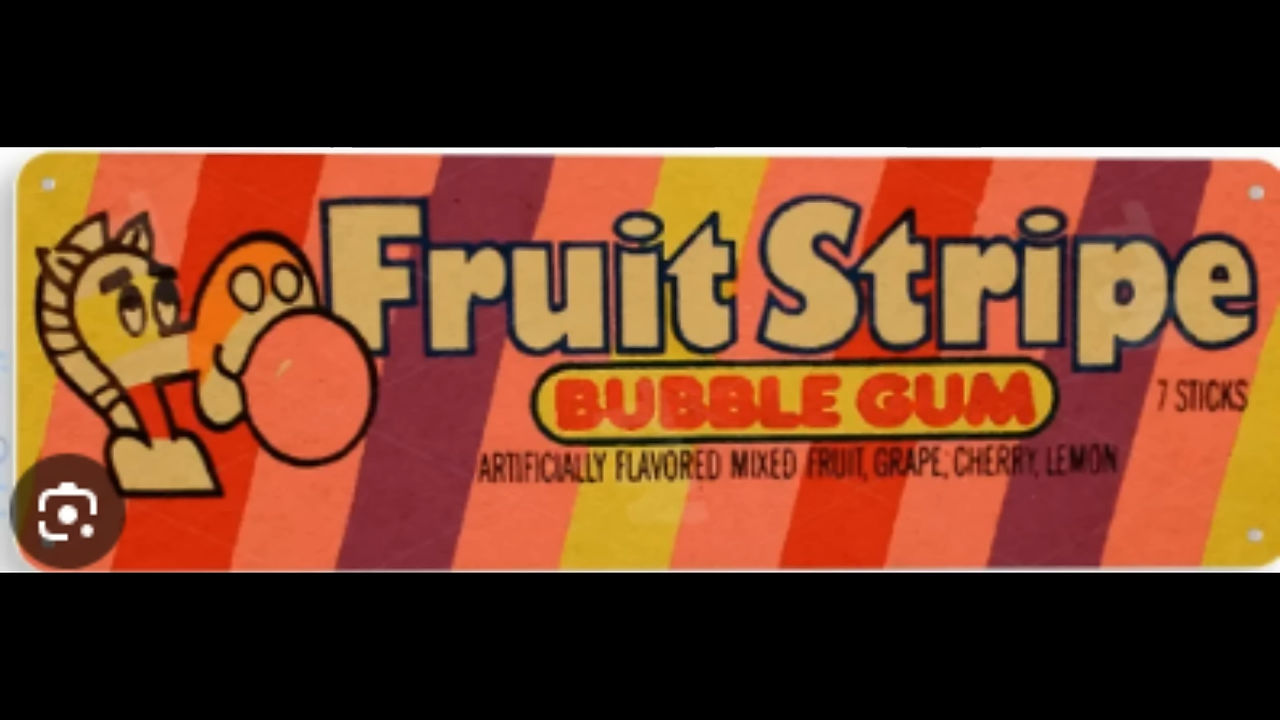 Fruit Stripe
BUBBLE GUM
7 STICKS
ARTIFICIALLY FLAVORED MIXED FRUIT, GRAPE, CHERRY, LEMON